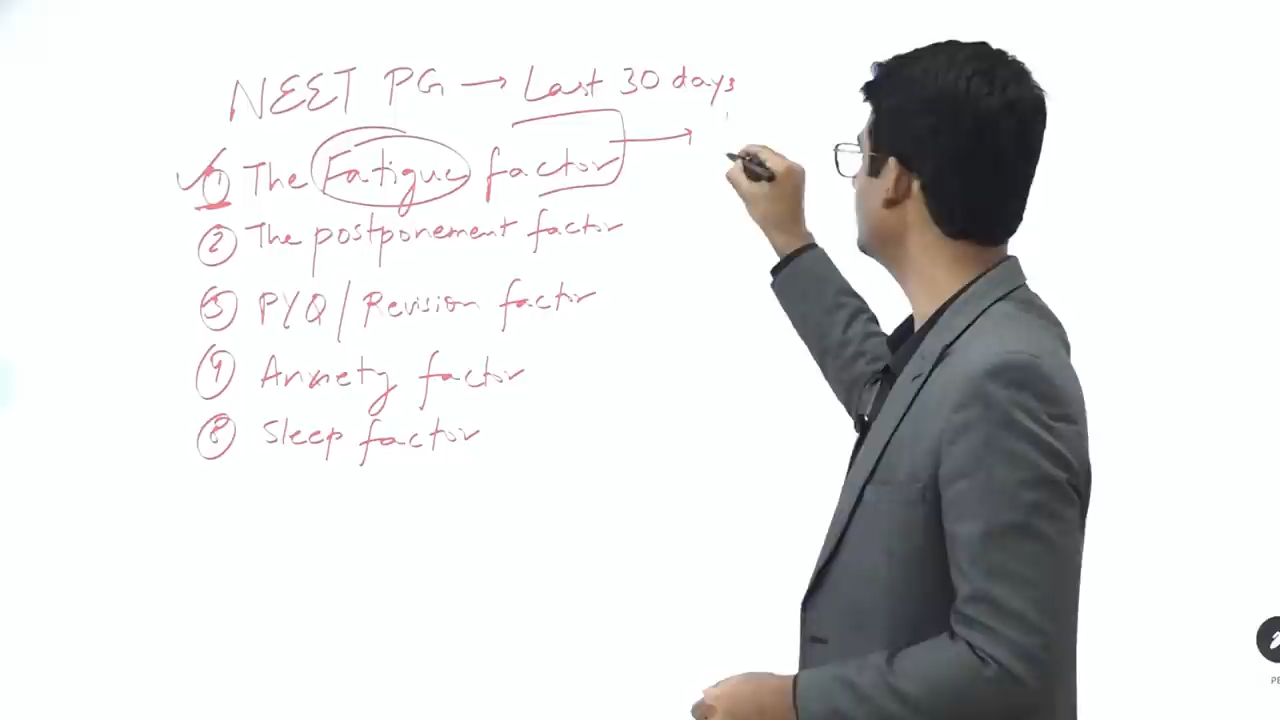 NEET PG → Last 30 days
① The Fatigue factor →
② The postponement factor
③ PYQ / Revision factor
④ Anxiety factor
⑧ Sleep factor
PE